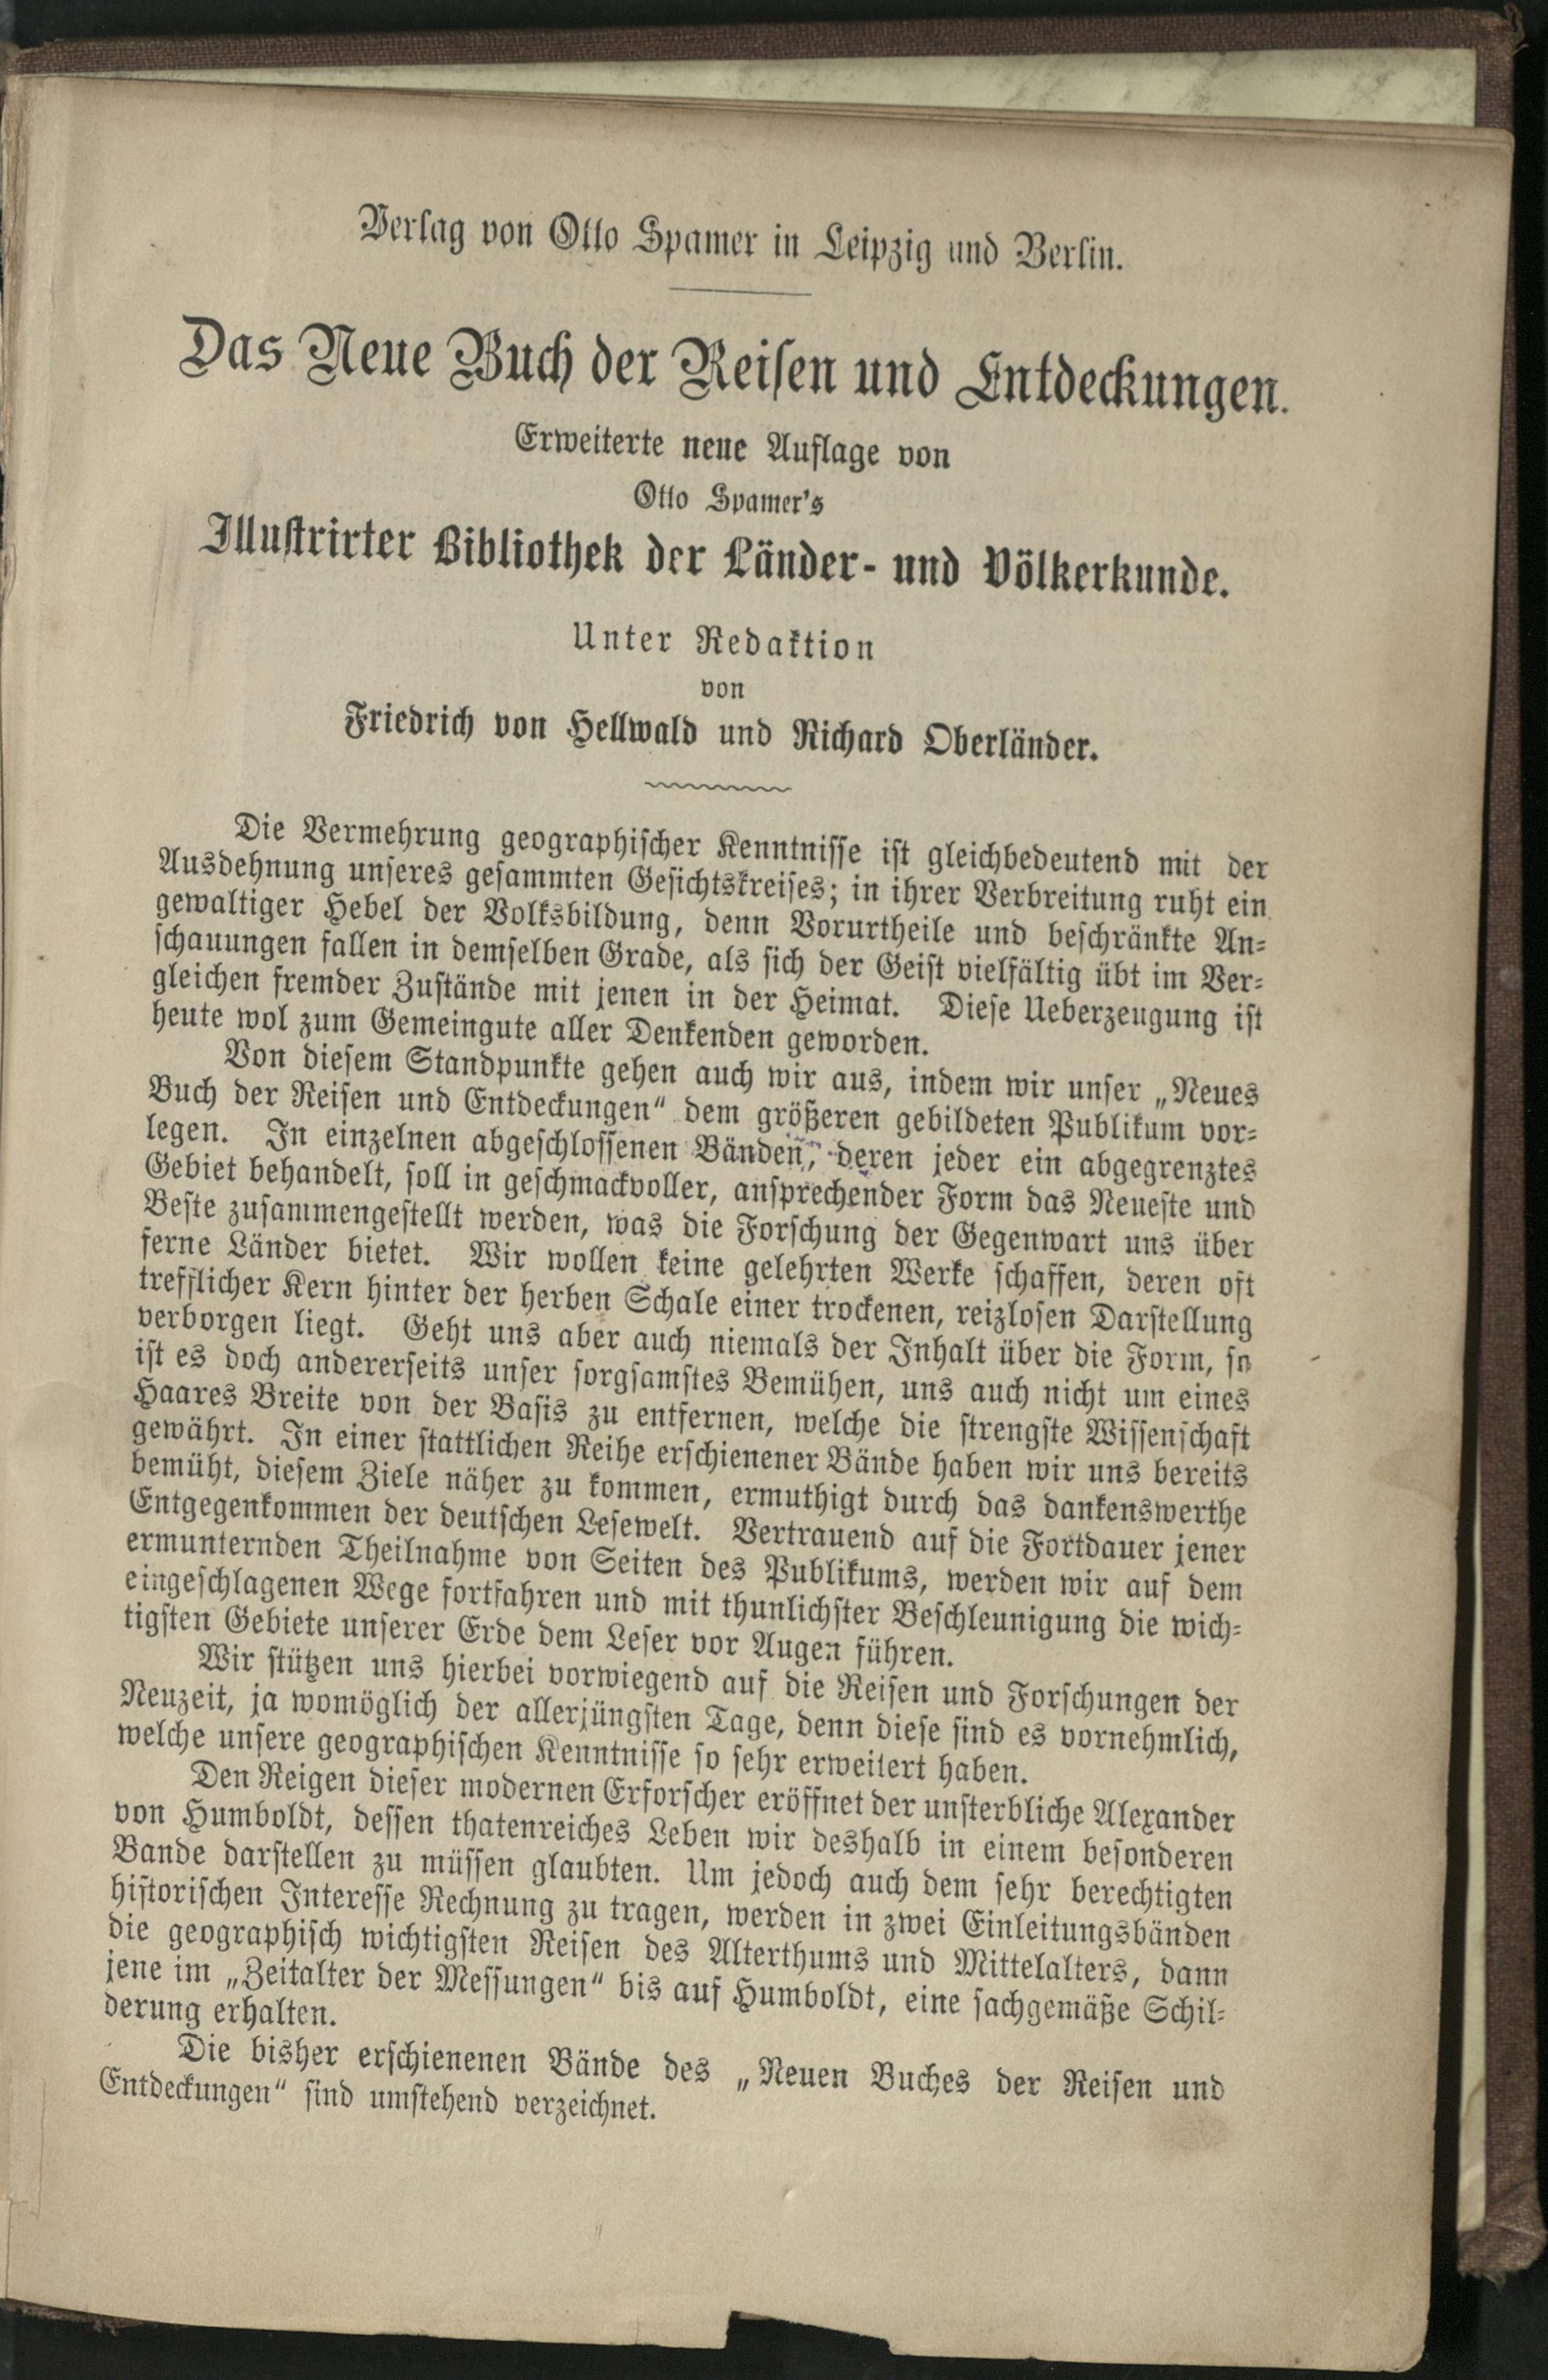 Verlag von Otto Spamer in Leipzig und Berlin.
Das Neue Buch der Reisen und Entdeckungen.
Erweiterte neue Auflage von
Otto Spamer's
Illustrirter Bibliothek der Länder- und Völkerkunde.
Unter Redaktion
von
Friedrich von Hellwald und Richard Oberländer.
Die Vermehrung geographischer Kenntnisse ist gleichbedeutend mit der
Ausdehnung unseres gesammten Gesichtskreises; in ihrer Verbreitung ruht ein
gewaltiger Hebel der Volksbildung, denn Vorurtheile und beschränkte An-
schauungen fallen in demselben Grade, als sich der Geist vielfältig übt im Ver-
gleichen fremder Zustände mit jenen in der Heimat. Diese Ueberzeugung ist
heute wol zum Gemeingute aller Denkenden geworden.
Von diesem Standpunkte gehen auch wir aus, indem wir unser „Neues
Buch der Reisen und Entdeckungen“ dem größeren gebildeten Publikum vor-
legen. In einzelnen abgeschlossenen Bänden, deren jeder ein abgegrenztes
Gebiet behandelt, soll in geschmackvoller, ansprechender Form das Neueste und
Beste zusammengestellt werden, was die Forschung der Gegenwart uns über
ferne Länder bietet. Wir wollen keine gelehrten Werke schaffen, deren oft
trefflicher Kern hinter der herben Schale einer trockenen, reizlosen Darstellung
verborgen liegt. Geht uns aber auch niemals der Inhalt über die Form, so
ist es doch andererseits unser sorgsamstes Bemühen, uns auch nicht um eines
Haares Breite von der Basis zu entfernen, welche die strengste Wissenschaft
gewährt. In einer stattlichen Reihe erschienener Bände haben wir uns bereits
bemüht, diesem Ziele näher zu kommen, ermuthigt durch das dankenswerthe
Entgegenkommen der deutschen Lesewelt. Vertrauend auf die Fortdauer jener
ermunternden Theilnahme von Seiten des Publikums, werden wir auf dem
eingeschlagenen Wege fortfahren und mit thunlichster Beschleunigung die wich-
tigsten Gebiete unserer Erde dem Leser vor Augen führen.
Wir stützen uns hierbei vorwiegend auf die Reisen und Forschungen der
Neuzeit, ja womöglich der allerjüngsten Tage, denn diese sind es vornehmlich,
welche unsere geographischen Kenntnisse so sehr erweitert haben.
Den Reigen dieser modernen Erforscher eröffnet der unsterbliche Alexander
von Humboldt, dessen thatenreiches Leben wir deshalb in einem besonderen
Bande darstellen zu müssen glaubten. Um jedoch auch dem sehr berechtigten
historischen Interesse Rechnung zu tragen, werden in zwei Einleitungsbänden
die geographisch wichtigsten Reisen des Alterthums und Mittelalters, dann
jene im „Zeitalter der Messungen“ bis auf Humboldt, eine sachgemäße Schil-
derung erhalten.
Die bisher erschienenen Bände des „Neuen Buches der Reisen und
Entdeckungen“ sind umstehend verzeichnet.